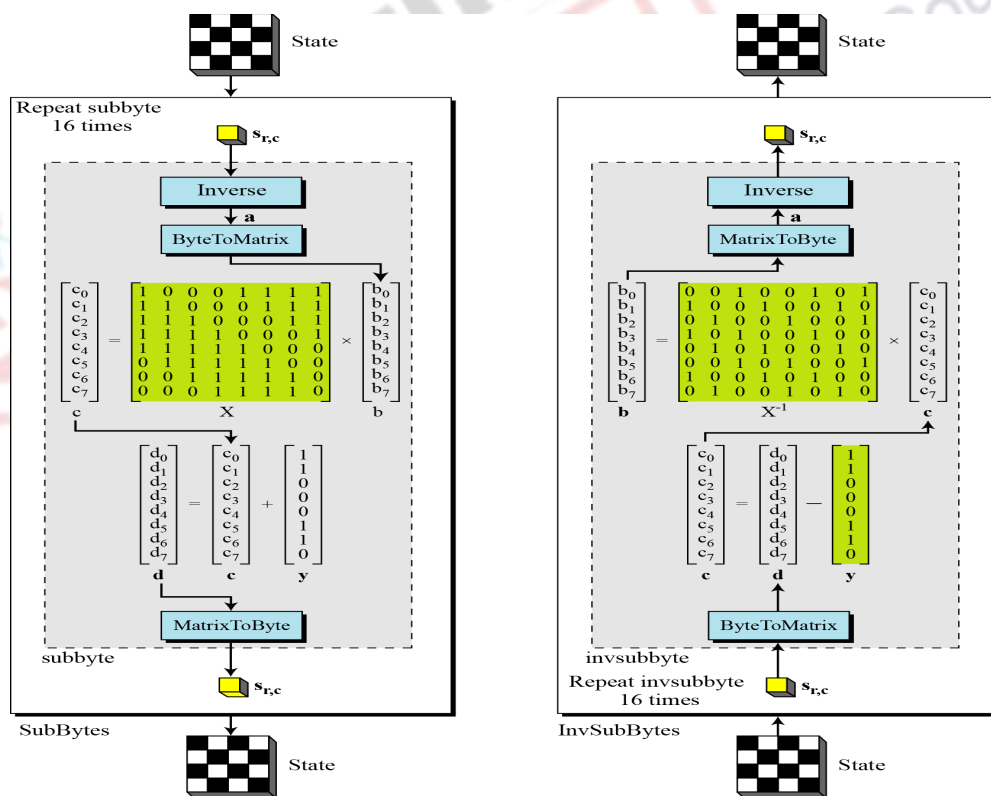 State
Repeat subbyte
16 times
s r,c
Inverse
a
ByteToMatrix
c0 1 0 0 0 1 1 1 1 b0
c1 1 1 0 0 0 1 1 1 b1
c2 1 1 1 0 0 0 1 1 b2
c3 1 1 1 1 0 0 0 1 b3
= ×
c4 1 1 1 1 1 0 0 0 b4
c5 0 1 1 1 1 1 0 0 b5
c6 0 0 1 1 1 1 1 0 b6
c7 0 0 0 1 1 1 1 0 b7
c X b
d0 c0 1
d1 c1 1
d2 c2 0
d3 c3 0
= +
d4 c4 0
d5 c5 1
d6 c6 1
d7 c7 0
d c y
MatrixToByte
subbyte
s r,c
SubBytes
State
State
s r,c
Inverse
a
MatrixToByte
b0 0 0 1 0 0 1 0 1 c0
b1 1 0 0 1 0 0 1 0 c1
b2 0 1 0 0 1 0 0 1 c2
b3 1 0 1 0 0 1 0 0 c3
= ×
b4 0 1 0 1 0 0 1 0 c4
b5 0 0 1 0 1 0 0 1 c5
b6 1 0 0 1 0 1 0 0 c6
b7 0 1 0 0 1 0 1 0 c7
b X-1 c
c0 d0 1
c1 d1 1
c2 d2 0
c3 d3 0
= —
c4 d4 0
c5 d5 1
c6 d6 1
c7 d7 0
c d y
ByteToMatrix
invsubbyte
Repeat invsubbyte
16 times
s r,c
InvSubBytes
State